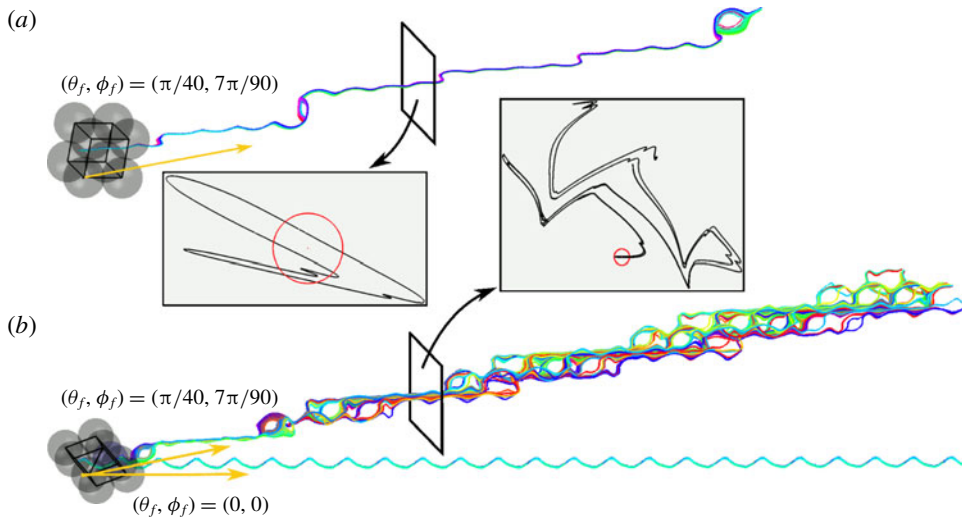 (a)
(θf, ϕf) = (π/40, 7π/90)
(b)
(θf, ϕf) = (π/40, 7π/90)
(θf, ϕf) = (0, 0)